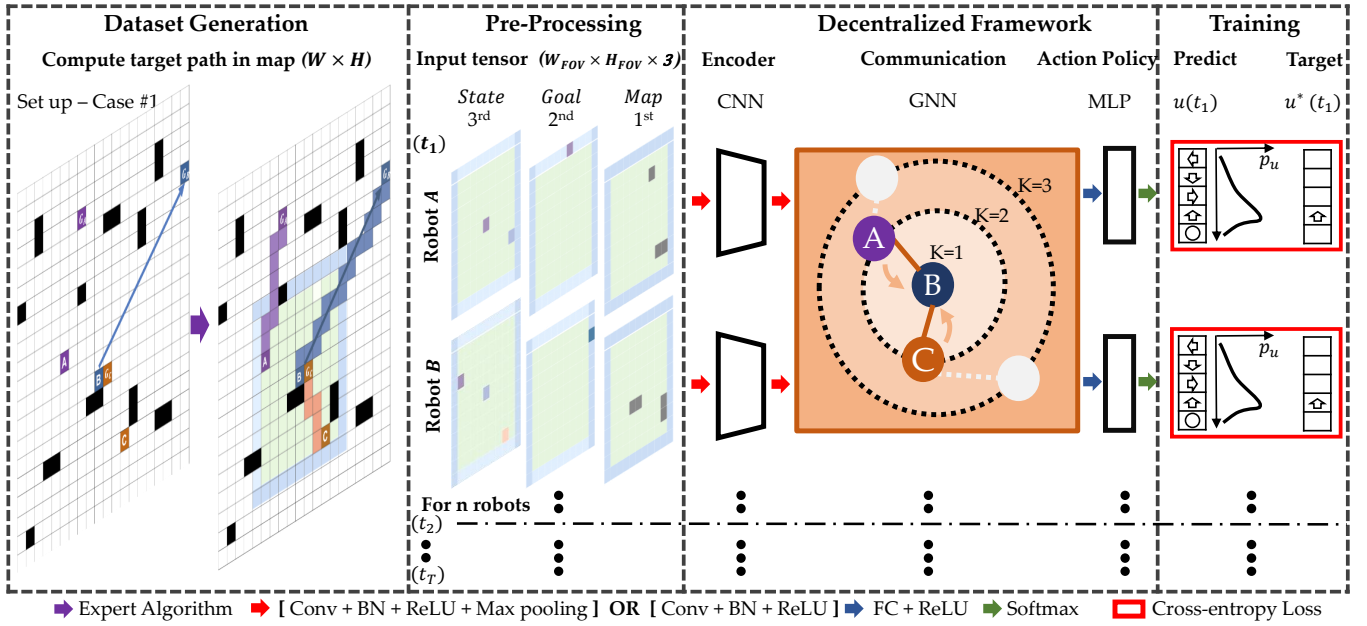 Dataset Generation
Compute target path in map (W × H)
Set up – Case #1
G_A
G_B
A
B
G_C
C
G_A
G_B
A
B
G_C
C
Pre-Processing
Input tensor (W_FOV × H_FOV × 3)
State Goal Map
3rd 2nd 1st
(t_1)
Robot A
Robot B
For n robots
(t_2)
(t_T)
Decentralized Framework
Encoder Communication Action Policy
CNN GNN MLP
K=3
K=2
K=1
A
B
C
Training
Predict Target
u(t_1) u* (t_1)
p_u
p_u
Expert Algorithm [ Conv + BN + ReLU + Max pooling ] OR [ Conv + BN + ReLU ] FC + ReLU Softmax Cross-entropy Loss